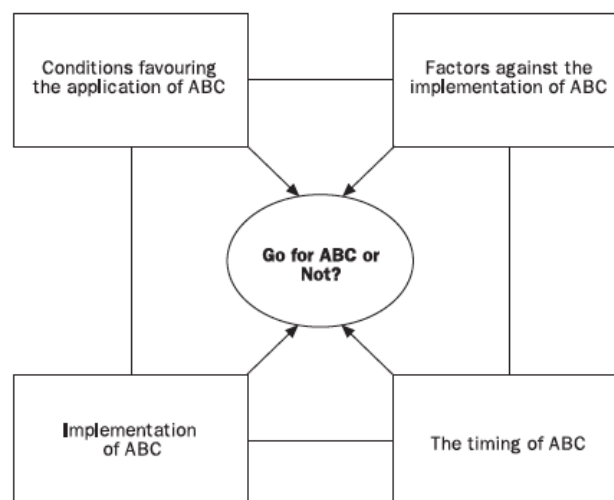 Conditions favouring
the application of ABC
Factors against the
implementation of ABC
Go for ABC or
Not?
Implementation
of ABC
The timing of ABC